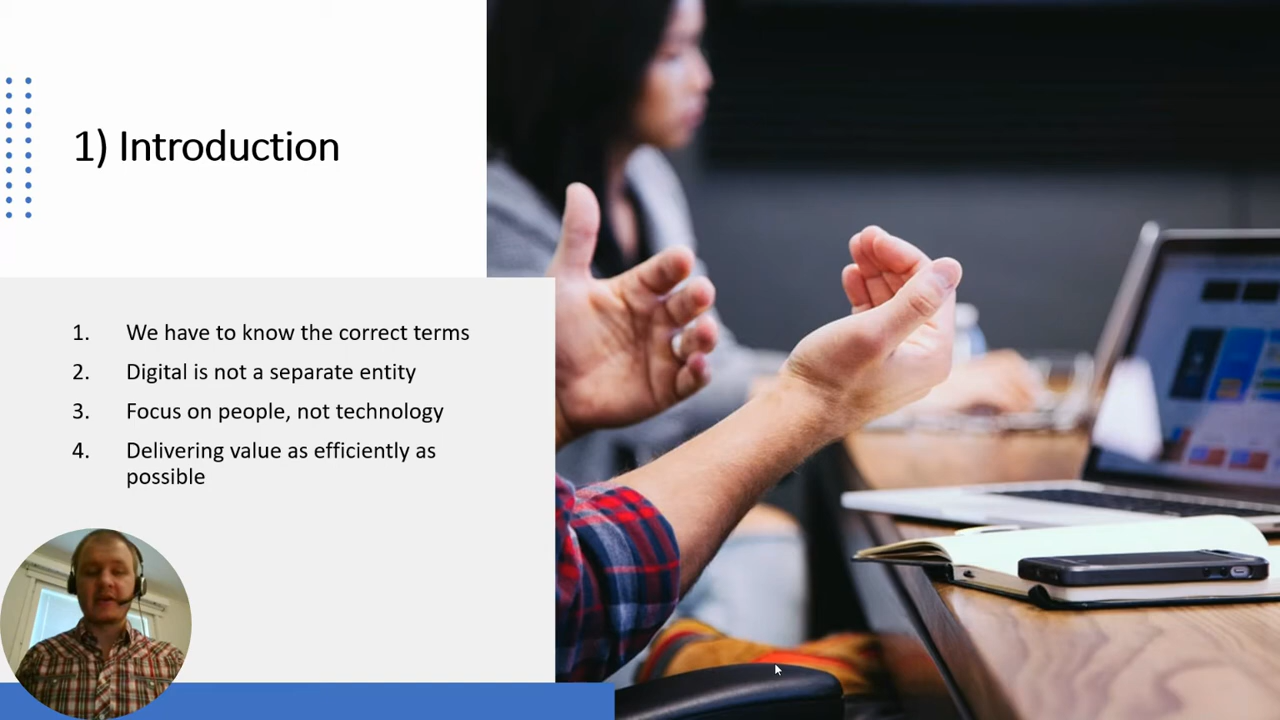 1) Introduction
1. We have to know the correct terms
2. Digital is not a separate entity
3. Focus on people, not technology
4. Delivering value as efficiently as
possible